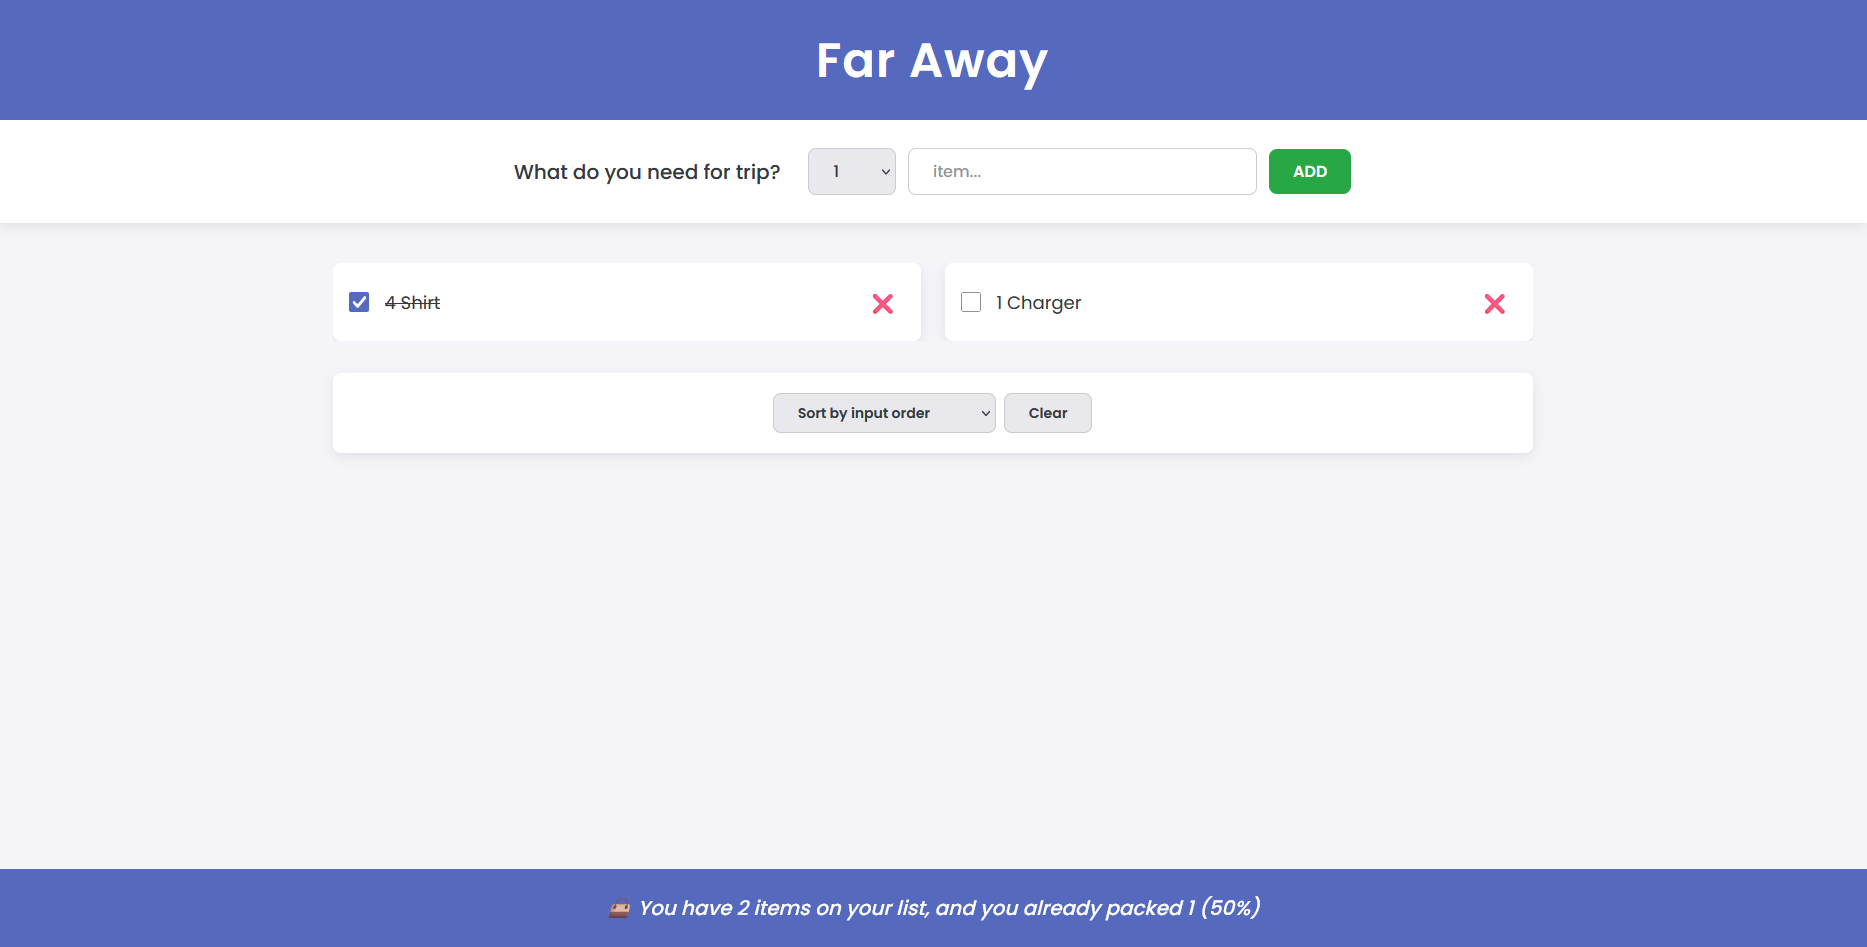 Far Away
What do you need for trip? 1 item... ADD
4 Shirt
1 Charger
Sort by input order Clear
You have 2 items on your list, and you already packed 1 (50%)